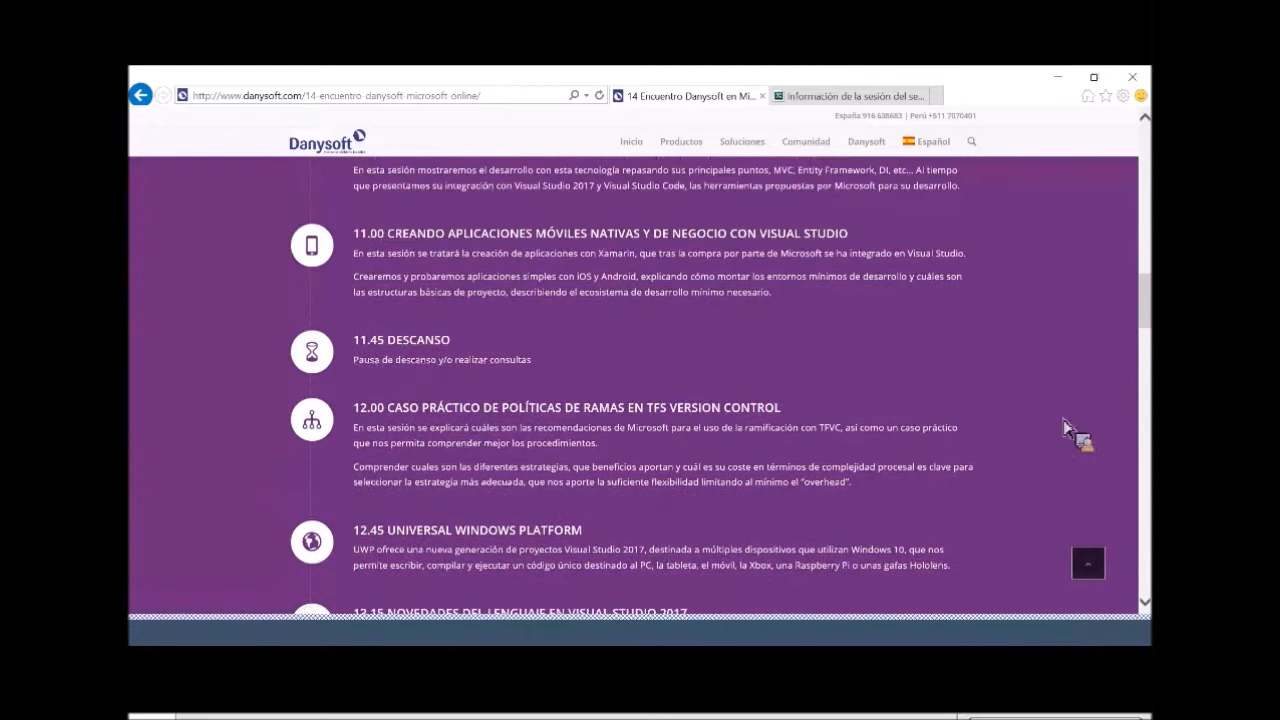 http://www.danysoft.com/14-encuentro-danysoft-microsoft-online/
14 Encuentro Danysoft en Mi...
Información de la sesión del se...
España 916 638683 | Perú +511 7070401
Danysoft
Inicio Productos Soluciones Comunidad Danysoft Español
En esta sesión mostraremos el desarrollo con esta tecnología repasando sus principales puntos, MVC, Entity Framework, DI, etc... Al tiempo
que presentamos su integración con Visual Studio 2017 y Visual Studio Code, las herramientas propuestas por Microsoft para su desarrollo.
11.00 CREANDO APLICACIONES MÓVILES NATIVAS Y DE NEGOCIO CON VISUAL STUDIO
En esta sesión se tratará la creación de aplicaciones con Xamarin, que tras la compra por parte de Microsoft se ha integrado en Visual Studio.
Crearemos y probaremos aplicaciones simples con iOS y Android, explicando cómo montar los entornos mínimos de desarrollo y cuáles son
las estructuras básicas de proyecto, describiendo el ecosistema de desarrollo mínimo necesario.
11.45 DESCANSO
Pausa de descanso y/o realizar consultas
12.00 CASO PRÁCTICO DE POLÍTICAS DE RAMAS EN TFS VERSION CONTROL
En esta sesión se explicará cuáles son las recomendaciones de Microsoft para el uso de la ramificación con TFVC, así como un caso práctico
que nos permita comprender mejor los procedimientos.
Comprender cuales son las diferentes estrategias, que beneficios aportan y cuál es su coste en términos de complejidad procesal es clave para
seleccionar la estrategia más adecuada, que nos aporte la suficiente flexibilidad limitando al mínimo el “overhead”.
12.45 UNIVERSAL WINDOWS PLATFORM
UWP ofrece una nueva generación de proyectos Visual Studio 2017, destinada a múltiples dispositivos que utilizan Windows 10, que nos
permite escribir, compilar y ejecutar un código único destinado al PC, la tableta, el móvil, la Xbox, una Raspberry Pi o unas gafas Hololens.
13.15 NOVEDADES DEL LENGUAJE EN VISUAL STUDIO 2017